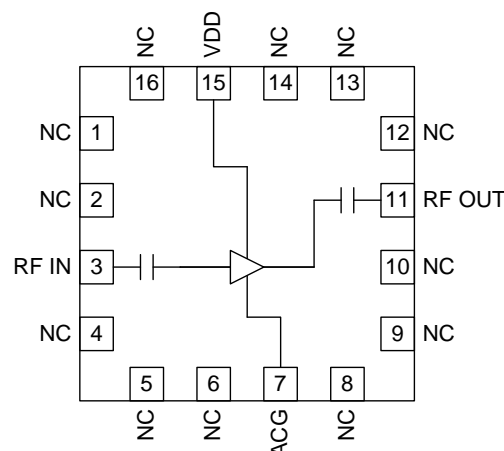 NC VDD NC NC
16 15 14 13
NC 1 12 NC
NC 2 11 RF OUT
RF IN 3 10 NC
NC 4 9 NC
5 6 7 8
NC NC ACG NC